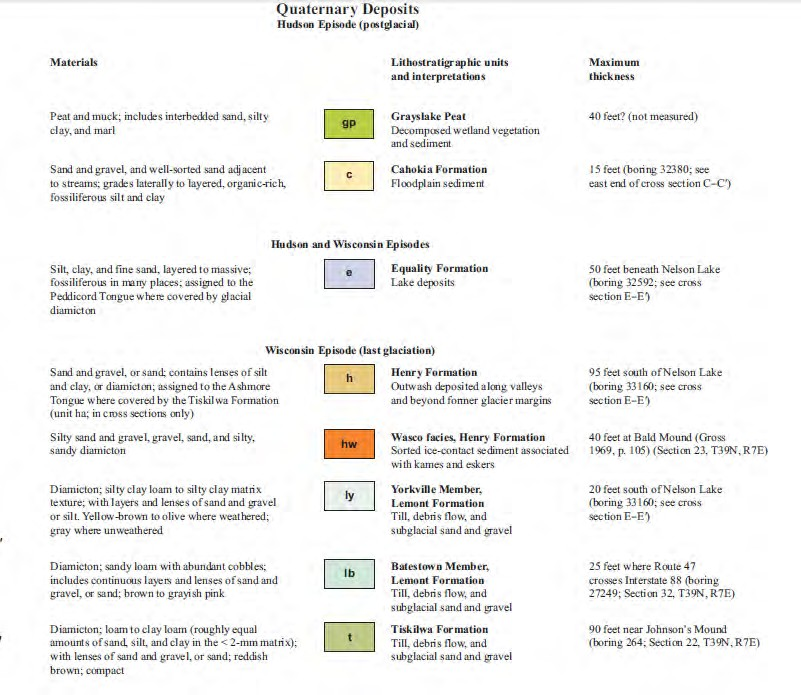 Quaternary Deposits
Hudson Episode (postglacial)
Materials
Lithostratigraphic units
and interpretations
Maximum
thickness
Peat and muck; includes interbedded sand, silty
clay, and marl
gp
Grayslake Peat
Decomposed wetland vegetation
and sediment
40 feet? (not measured)
Sand and gravel, and well-sorted sand adjacent
to streams; grades laterally to layered, organic-rich,
fossiliferous silt and clay
c
Cahokia Formation
Floodplain sediment
15 feet (boring 32380; see
east end of cross section C–C′)
Hudson and Wisconsin Episodes
Silt, clay, and fine sand, layered to massive;
fossiliferous in many places; assigned to the
Peddicord Tongue where covered by glacial
diamicton
e
Equality Formation
Lake deposits
50 feet beneath Nelson Lake
(boring 32592; see cross
section E–E′)
Wisconsin Episode (last glaciation)
Sand and gravel, or sand; contains lenses of silt
and clay, or diamicton; assigned to the Ashmore
Tongue where covered by the Tiskilwa Formation
(unit ha; in cross sections only)
h
Henry Formation
Outwash deposited along valleys
and beyond former glacier margins
95 feet south of Nelson Lake
(boring 33160; see cross
section E–E′)
Silty sand and gravel, gravel, sand, and silty,
sandy diamicton
hw
Wasco facies, Henry Formation
Sorted ice-contact sediment associated
with kames and eskers
40 feet at Bald Mound (Gross
1969, p. 105) (Section 23, T39N, R7E)
Diamicton; silty clay loam to silty clay matrix
texture; with layers and lenses of sand and gravel
or silt. Yellow-brown to olive where weathered;
gray where unweathered
ly
Yorkville Member,
Lemont Formation
Till, debris flow, and
subglacial sand and gravel
20 feet south of Nelson Lake
(boring 33160; see cross
section E–E′)
Diamicton; sandy loam with abundant cobbles;
includes continuous layers and lenses of sand and
gravel, or sand; brown to grayish pink
lb
Batestown Member,
Lemont Formation
Till, debris flow, and
subglacial sand and gravel
25 feet where Route 47
crosses Interstate 88 (boring
27249; Section 32, T39N, R7E)
Diamicton; loam to clay loam (roughly equal
amounts of sand, silt, and clay in the < 2-mm matrix);
with lenses of sand and gravel, or sand; reddish
brown; compact
t
Tiskilwa Formation
Till, debris flow, and
subglacial sand and gravel
90 feet near Johnson's Mound
(boring 264; Section 22, T39N, R7E)